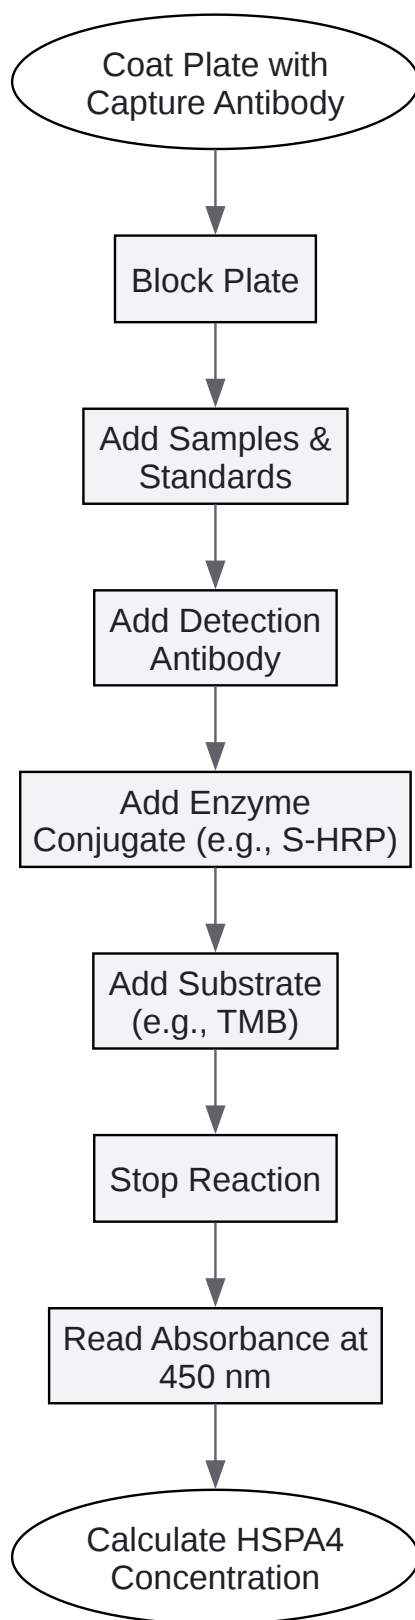 Coat Plate with
Capture Antibody
Block Plate
Add Samples &
Standards
Add Detection
Antibody
Add Enzyme
Conjugate (e.g., S-HRP)
Add Substrate
(e.g., TMB)
Stop Reaction
Read Absorbance at
450 nm
Calculate HSPA4
Concentration